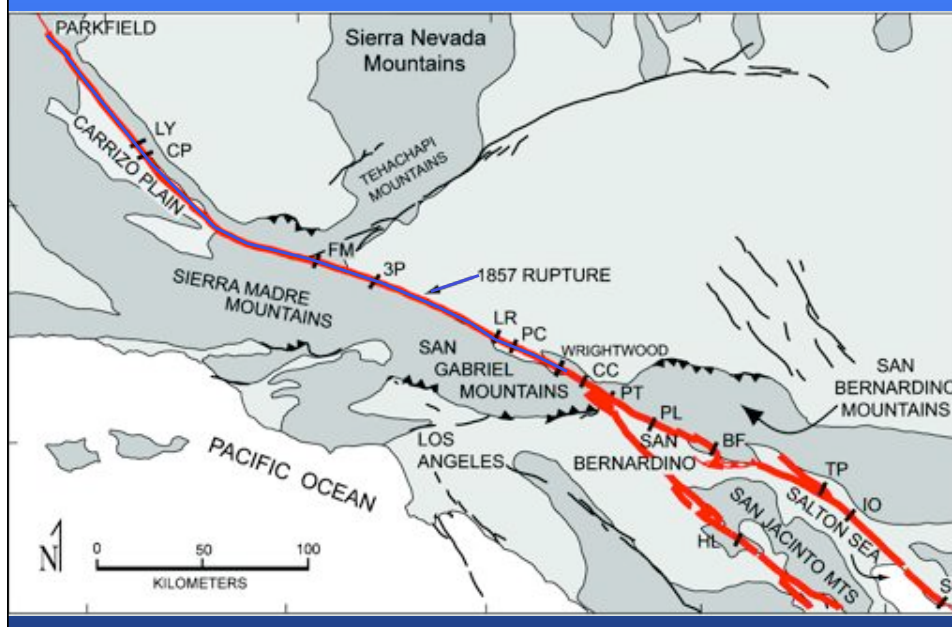 PARKFIELD
Sierra Nevada
Mountains
LY
CP
CARRIZO PLAIN
TEHACHAPI
MOUNTAINS
FM
3P
1857 RUPTURE
SIERRA MADRE
MOUNTAINS
LR
PC
WRIGHTWOOD
CC
PT
SAN
GABRIEL
MOUNTAINS
SAN
BERNARDINO
MOUNTAINS
PL
BF
SAN
BERNARDINO
LOS
ANGELES
PACIFIC OCEAN
TP
IO
SALTON SEA
SAN JACINTO MTS
HL
S
N
0
50
100
KILOMETERS